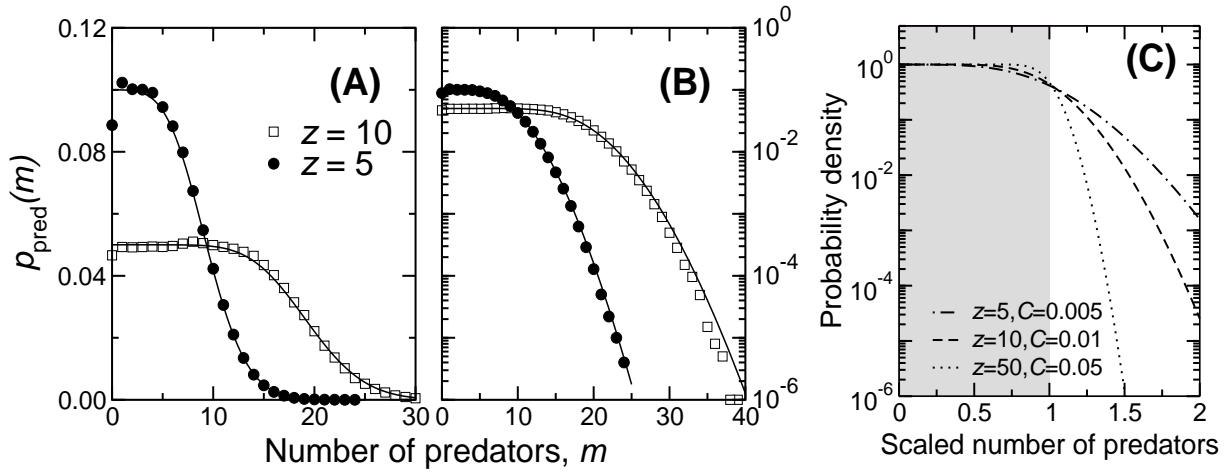 0.12
0.08
0.04
0.00
p_pred(m)
0 10 20 30
(A)
z = 10
z = 5
(B)
0 10 20 30 40
10^0
10^-2
10^-4
10^-6
Number of predators, m
(C)
Probability density
10^0
10^-2
10^-4
10^-6
z=5,C=0.005
z=10,C=0.01
z=50,C=0.05
0 0.5 1 1.5 2
Scaled number of predators